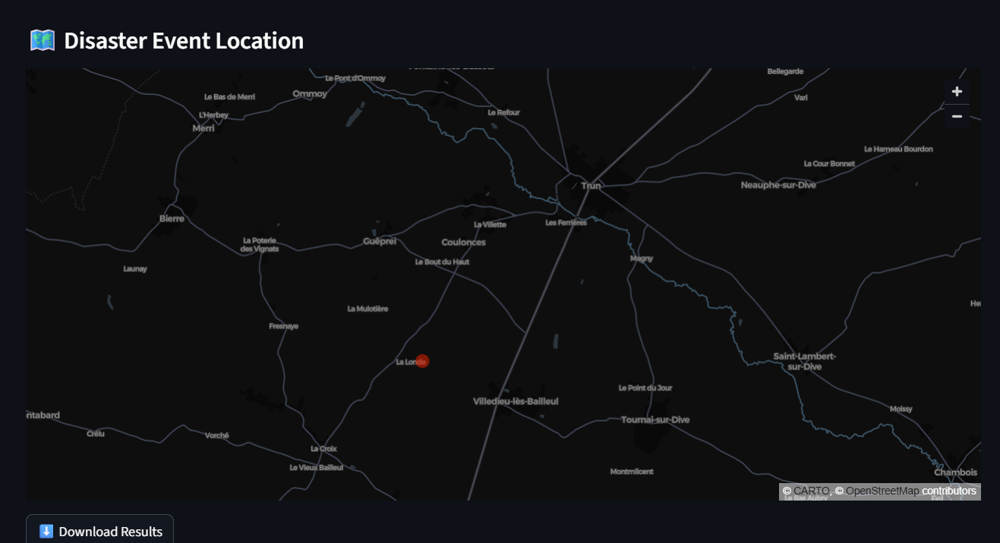 Disaster Event Location
Le Pont d'Ommoy
Bellegarde
Le Bas de Merri
Ommoy
Vari
L'Herbey
Le Refour
Merri
Le Hameau Bourdon
La Cour Bonnet
Trun
Neauphe-sur-Dive
Bierre
La Villette
Les Ferrières
La Poterie
des Vignats
Guêprei
Coulonces
Magny
Le Bout du Haut
Launay
La Mulotière
Fresnaye
Saint-Lambert-
sur-Dive
La Londe
Le Point du Jour
Villedieu-lès-Bailleul
Moissy
ntabard
Tournai-sur-Dive
Crélu
Vorché
La Croix
Le Vieux Bailleul
Montmilcent
Chambois
© CARTO, © OpenStreetMap contributors
Le Bas Aubry
Download Results